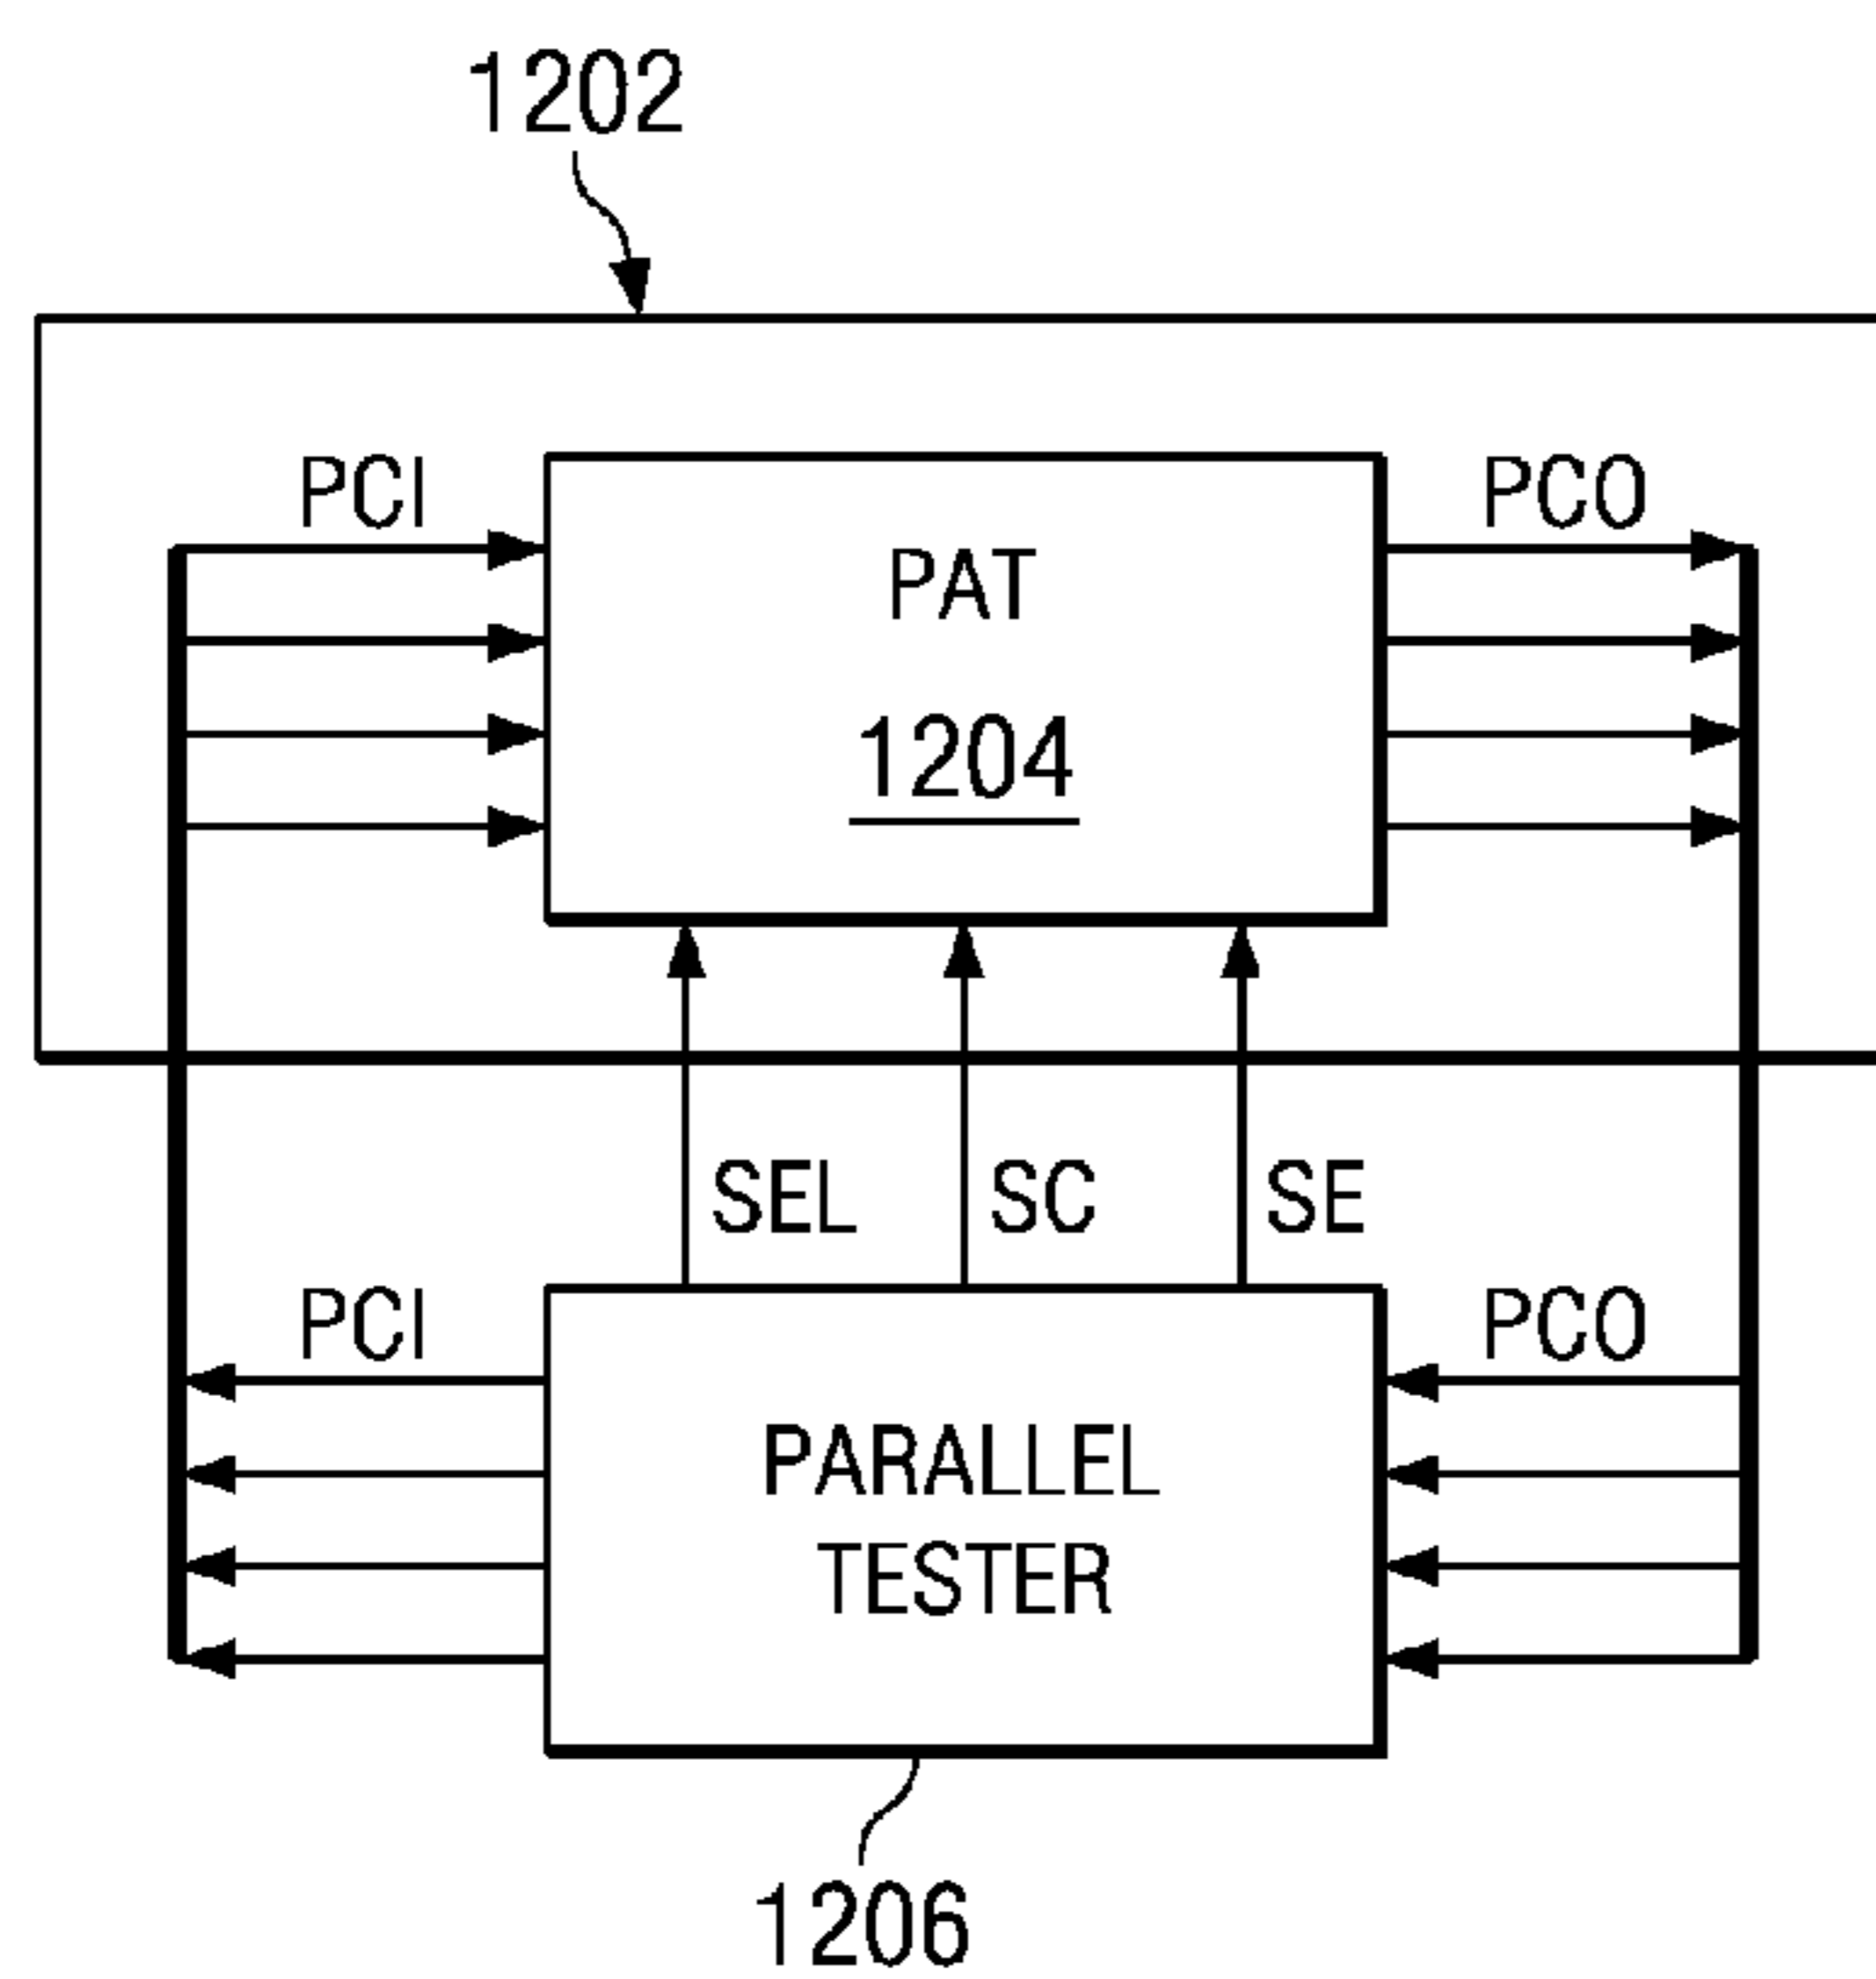 1202
PCI
PCO
PAT
1204
SEL
SC
SE
PCI
PCO
PARALLEL
TESTER
1206